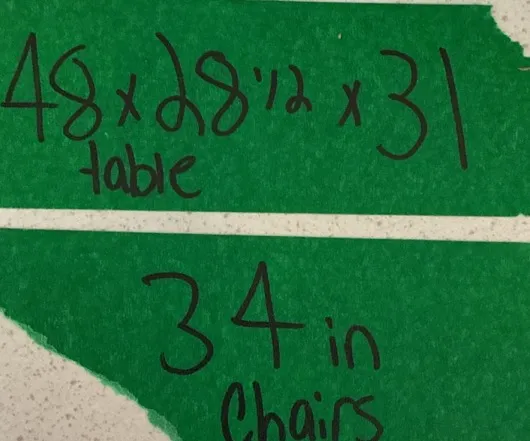 48 x 28 1/2 x 31
table
34 in
Chairs